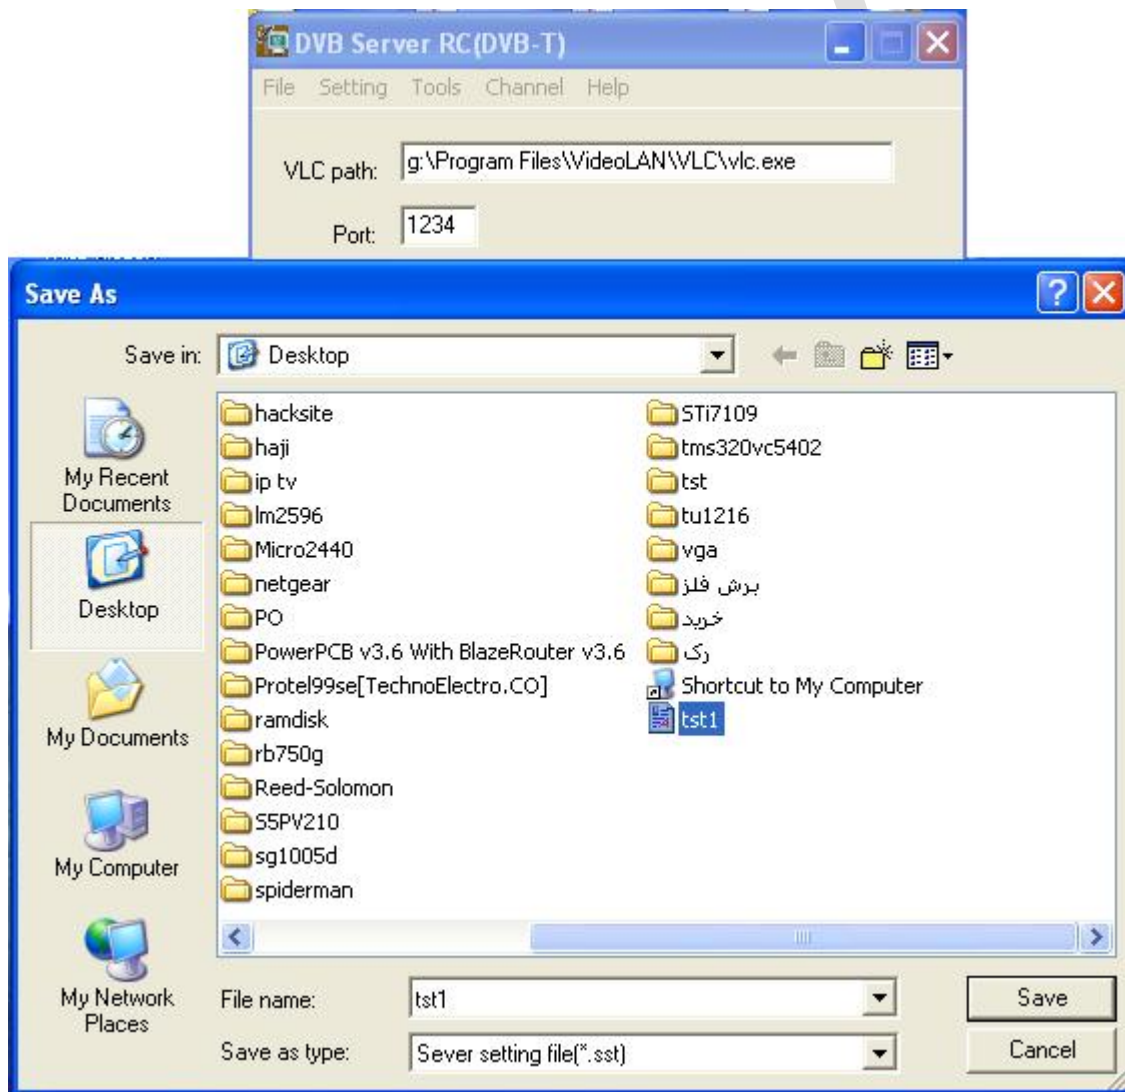 DVB Server RC(DVB-T)
File Setting Tools Channel Help
VLC path: g:\Program Files\VideoLAN\VLC\vlc.exe
Port: 1234
Save As
Save in: Desktop
My Recent
Documents
Desktop
My Documents
My Computer
My Network
Places
hacksite
haji
ip tv
lm2596
Micro2440
netgear
PO
PowerPCB v3.6 With BlazeRouter v3.6
Protel99se[TechnoElectro.CO]
ramdisk
rb750g
Reed-Solomon
S5PV210
sg1005d
spiderman
STi7109
tms320vc5402
tst
tu1216
vga
برش فلز
خرید
رک
Shortcut to My Computer
tst1
File name: tst1
Save
Save as type: Sever setting file(*.sst)
Cancel